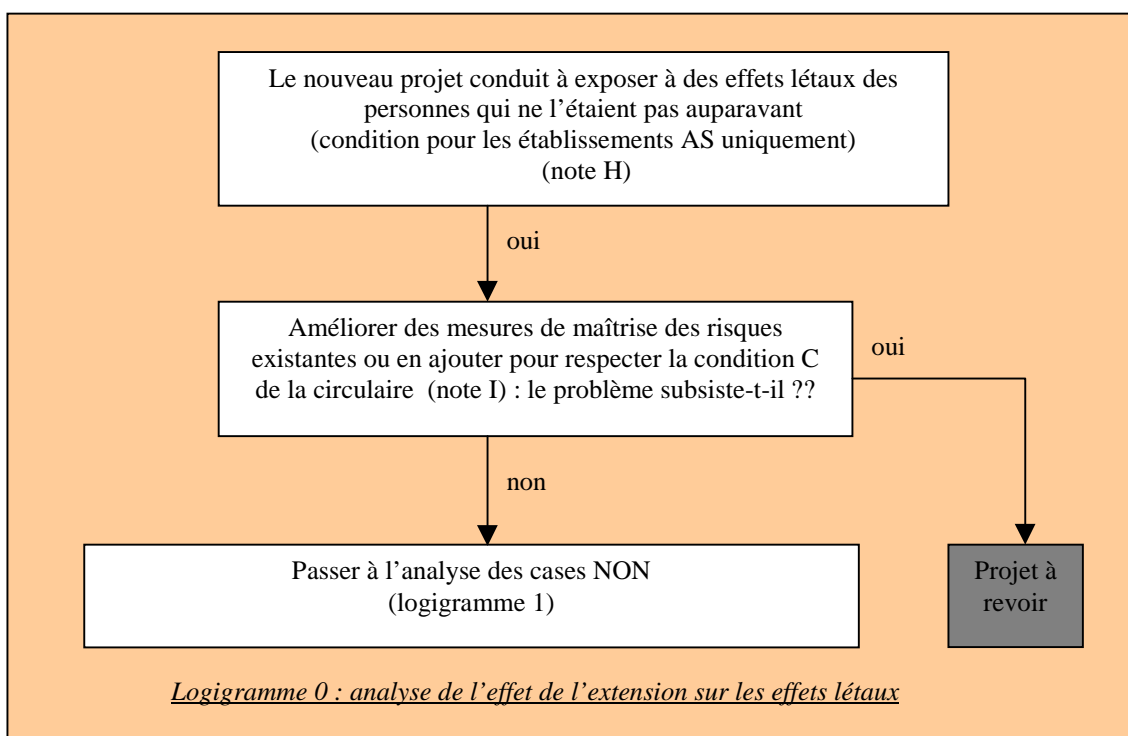 Le nouveau projet conduit à exposer à des effets létaux des
personnes qui ne l’étaient pas auparavant
(condition pour les établissements AS uniquement)
(note H)
oui
Améliorer des mesures de maîtrise des risques
existantes ou en ajouter pour respecter la condition C
de la circulaire  (note I) : le problème subsiste-t-il ??
oui
non
Passer à l’analyse des cases NON
(logigramme 1)
Projet à
revoir
Logigramme 0 : analyse de l’effet de l’extension sur les effets létaux